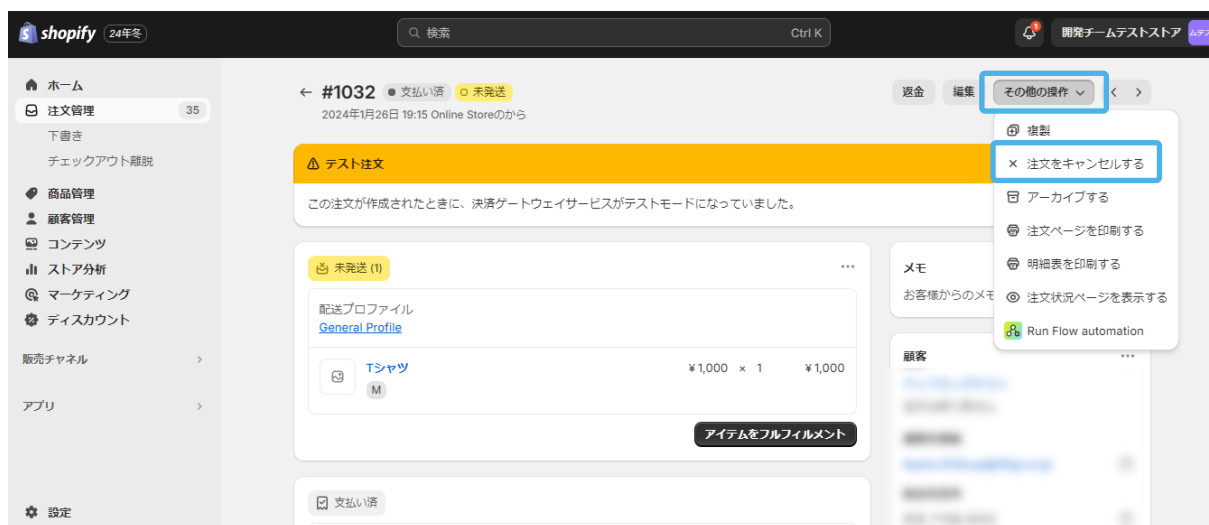 shopify 24年冬
検索 Ctrl K
1
開発チームテストストア
ホーム
注文管理 35
下書き
チェックアウト離脱
商品管理
顧客管理
コンテンツ
ストア分析
マーケティング
ディスカウント
販売チャネル
アプリ
設定
← #1032 支払い済 未発送
2024年1月26日 19:15 Online Storeのから
返金 編集 その他の操作
複製
注文をキャンセルする
アーカイブする
注文ページを印刷する
明細表を印刷する
注文状況ページを表示する
Run Flow automation
テスト注文
この注文が作成されたときに、決済ゲートウェイサービスがテストモードになっていました。
未発送 (1)
配送プロファイル
General Profile
Tシャツ ¥1,000 × 1 ¥1,000
M
アイテムをフルフィルメント
支払い済
メモ
お客様からのメモ
顧客